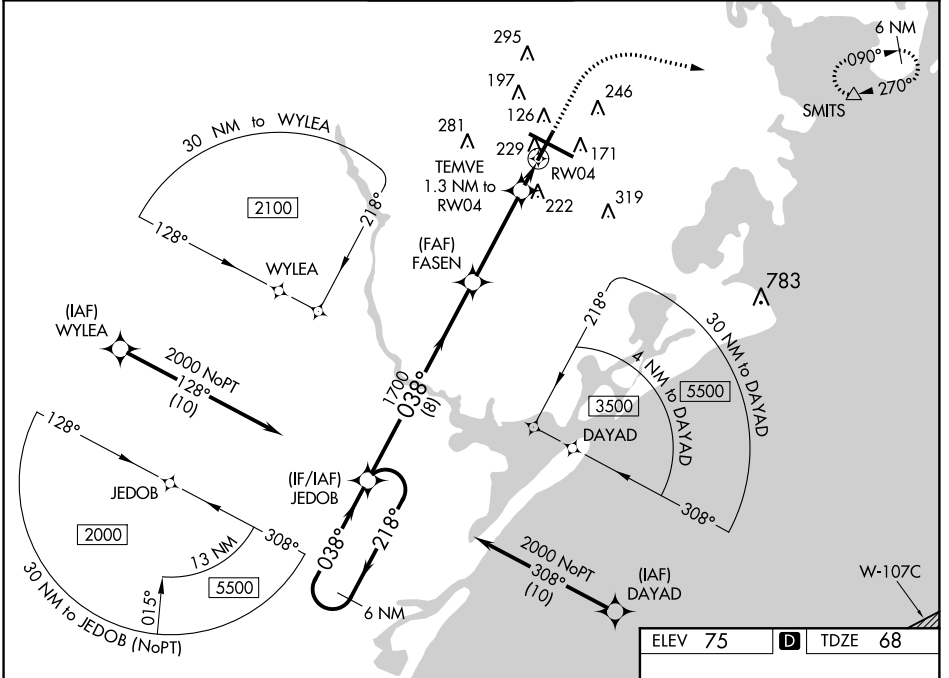 6 NM
090°
270°
SMITS
295
197
126
246
281
229
171
TEMVE
1.3 NM to
RW04
RW04
222
319
30 NM to WYLEA
2100
218°
128°
WYLEA
(FAF)
FASEN
783
(IAF)
WYLEA
2000 NoPT
128°
(10)
1700
038°
(8)
218°
30 NM to DAYAD
4 NM to DAYAD
5500
3500
DAYAD
308°
128°
JEDOB
(IF/IAF)
JEDOB
2000
13 NM
308°
015°
5500
30 NM to JEDOB (NoPT)
038°
218°
6 NM
2000 NoPT
308°
(10)
(IAF)
DAYAD
W-107C
ELEV 75 D TDZE 68